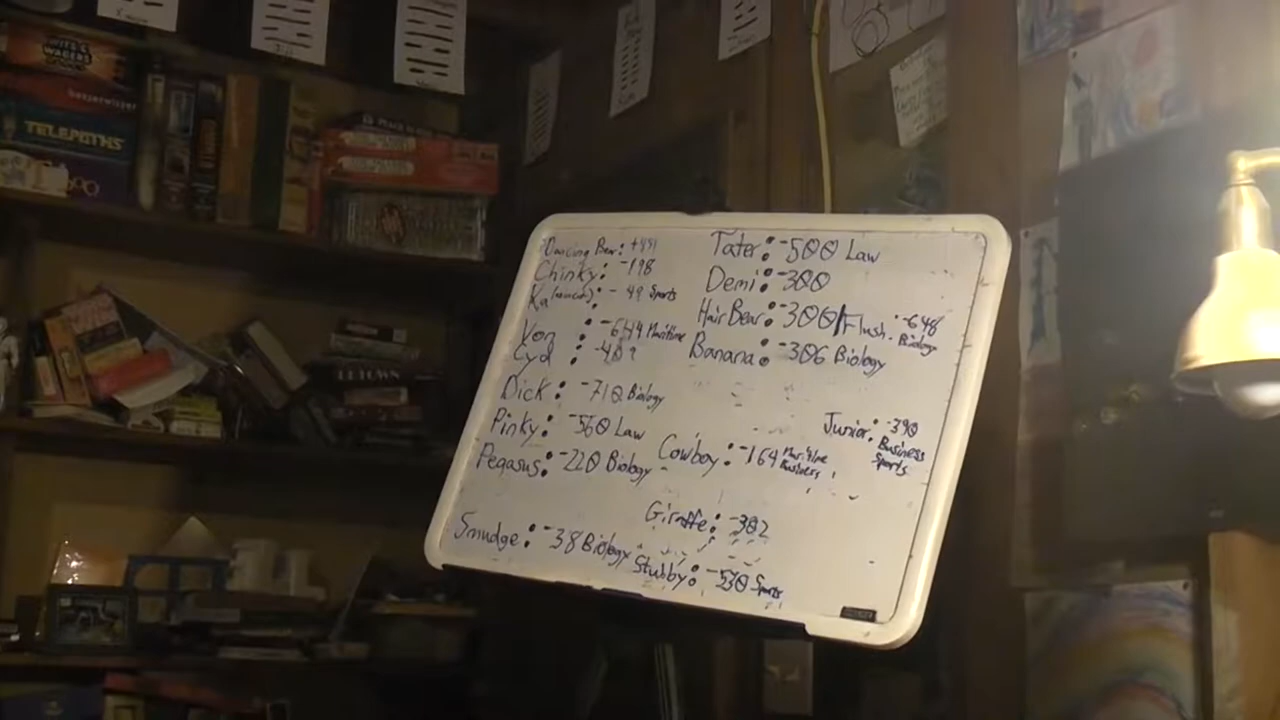 WITS & WAGERS
besserwisser
TELEPATHS
Dancing Bear: +451
Chinky: -198
- 49 Sports
Von : -644 Maritime
Cyd :
Dick : -710 Biology
Pinky: -560 Law
Pegasus: -220 Biology
Smudge: -38 Biology
Tater: -500 Law
Demi: -300
Hair Bear: -300/Flush: -648 Biology
Banana: -306 Biology
Junior: -390 Business Sports
Cowboy: -164 Maritime Business
Giraffe: -382
Stubby: -530 Sports